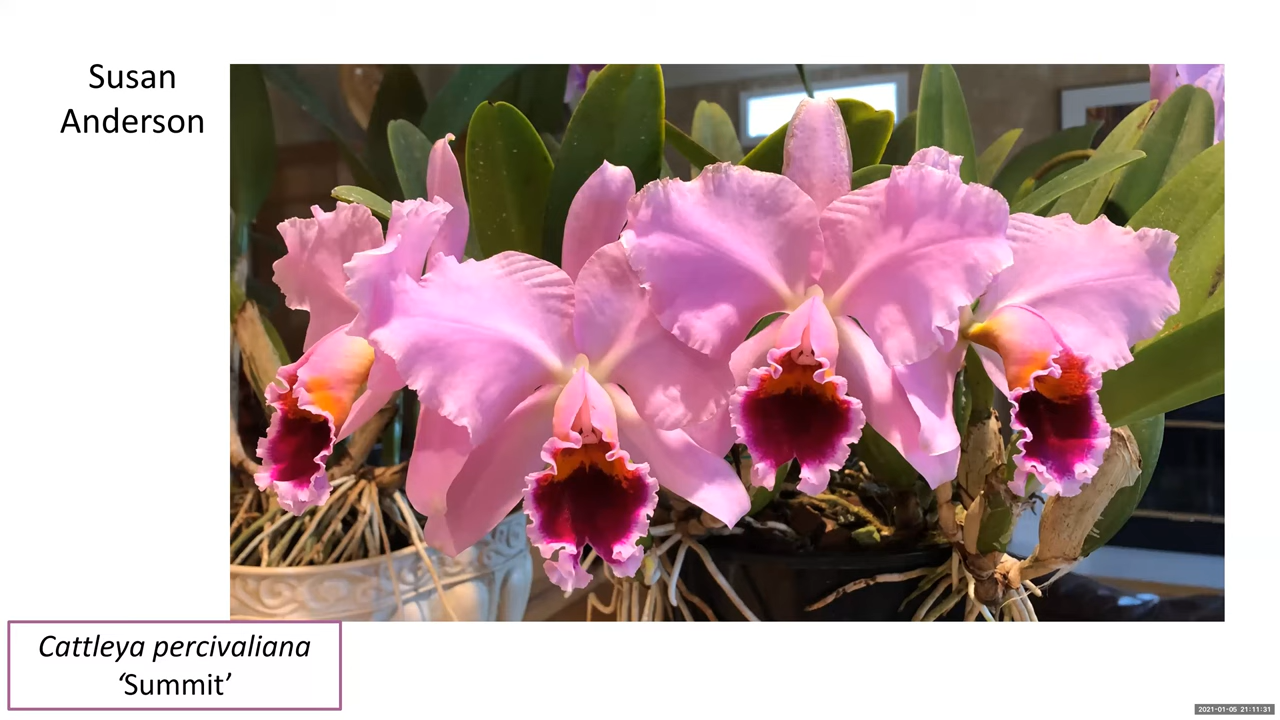 Susan
Anderson
Cattleya percivaliana
‘Summit’
2021-01-05 21:11:31